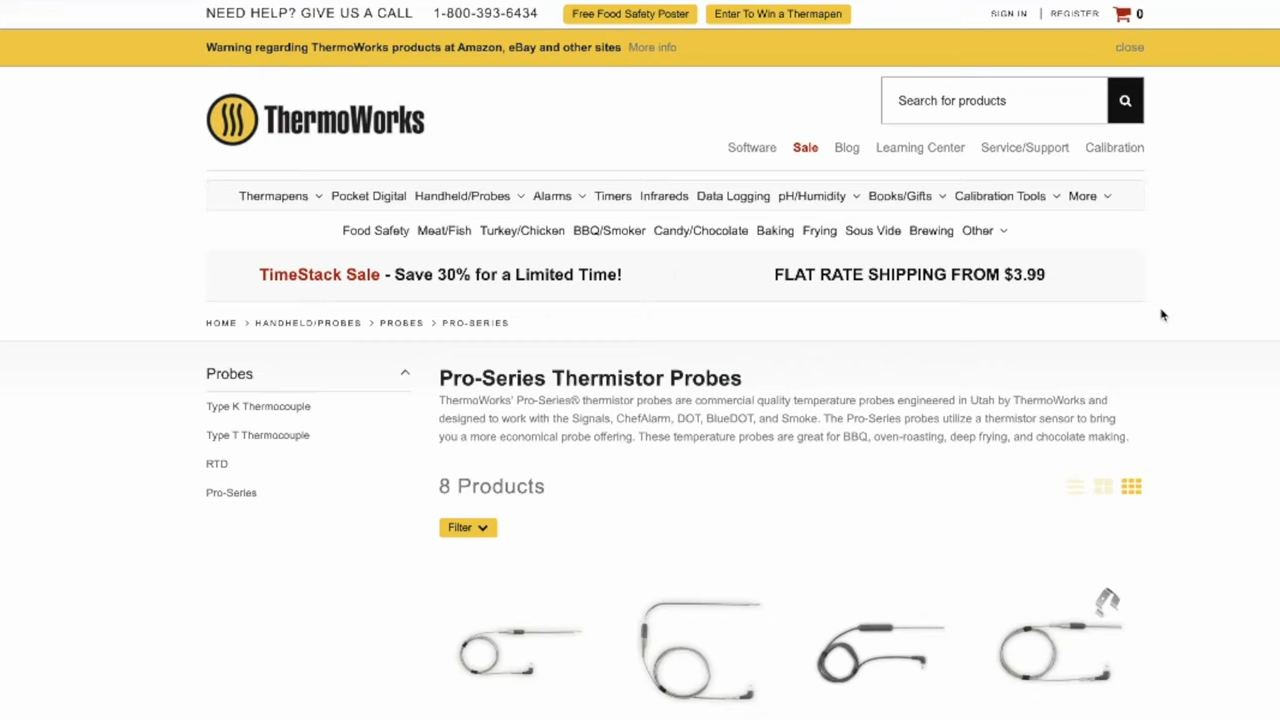 NEED HELP? GIVE US A CALL 1-800-393-6434 Free Food Safety Poster Enter To Win a Thermapen SIGN IN | REGISTER 0
Warning regarding ThermoWorks products at Amazon, eBay and other sites More info close
ThermoWorks
Search for products
Software Sale Blog Learning Center Service/Support Calibration
Thermapens Pocket Digital Handheld/Probes Alarms Timers Infrareds Data Logging pH/Humidity Books/Gifts Calibration Tools More
Food Safety Meat/Fish Turkey/Chicken BBQ/Smoker Candy/Chocolate Baking Frying Sous Vide Brewing Other
TimeStack Sale - Save 30% for a Limited Time! FLAT RATE SHIPPING FROM $3.99
HOME > HANDHELD/PROBES > PROBES > PRO-SERIES
Probes
Type K Thermocouple
Type T Thermocouple
RTD
Pro-Series
Pro-Series Thermistor Probes
ThermoWorks' Pro-Series® thermistor probes are commercial quality temperature probes engineered in Utah by ThermoWorks and
designed to work with the Signals, ChefAlarm, DOT, BlueDOT, and Smoke. The Pro-Series probes utilize a thermistor sensor to bring
you a more economical probe offering. These temperature probes are great for BBQ, oven-roasting, deep frying, and chocolate making.
8 Products
Filter